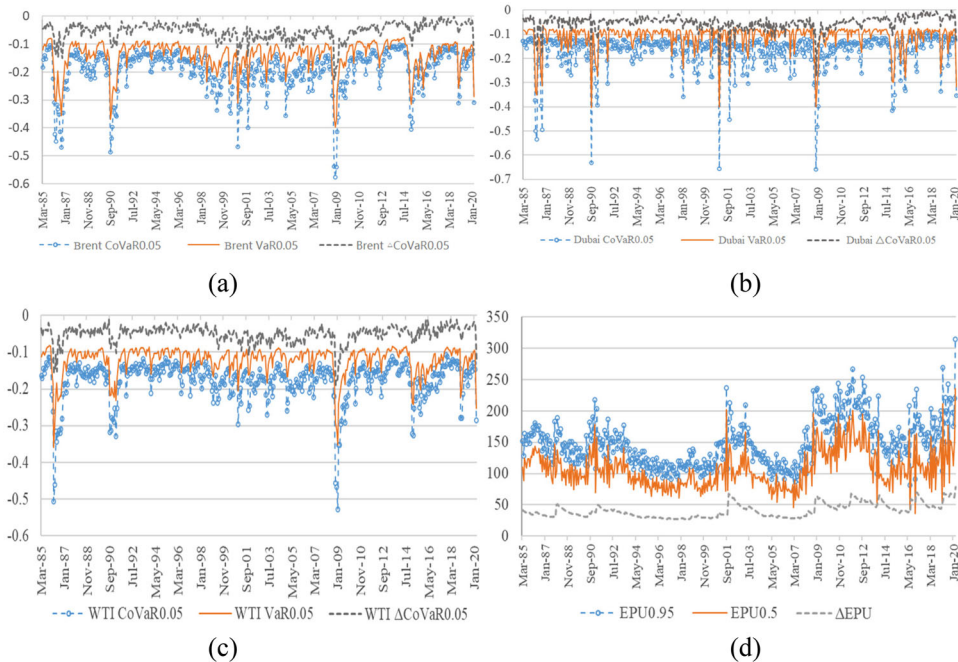 0
-0.1
-0.2
-0.3
-0.4
-0.5
-0.6
Mar-85
Jan-87
Nov-88
Sep-90
Jul-92
May-94
Mar-96
Jan-98
Nov-99
Sep-01
Jul-03
May-05
Mar-07
Jan-09
Nov-10
Sep-12
Jul-14
May-16
Mar-18
Jan-20
Brent CoVaR0.05 Brent VaR0.05 Brent ÷CoVaR0.05
(a)
0
-0.1
-0.2
-0.3
-0.4
-0.5
-0.6
-0.7
Mar-85
Jan-87
Nov-88
Sep-90
Jul-92
May-94
Mar-96
Jan-98
Nov-99
Sep-01
Jul-03
May-05
Mar-07
Jan-09
Nov-10
Sep-12
Jul-14
May-16
Mar-18
Jan-20
Dubai CoVaR0.05 Dubai VaR0.05 Dubai △CoVaR0.05
(b)
0
-0.1
-0.2
-0.3
-0.4
-0.5
-0.6
Mar-85
Jan-87
Nov-88
Sep-90
Jul-92
May-94
Mar-96
Jan-98
Nov-99
Sep-01
Jul-03
May-05
Mar-07
Jan-09
Nov-10
Sep-12
Jul-14
May-16
Mar-18
Jan-20
WTI CoVaR0.05 WTI VaR0.05 WTI ΔCoVaR0.05
(c)
350
300
250
200
150
100
50
0
Mar-85
Jan-87
Nov-88
Sep-90
Jul-92
May-94
Mar-96
Jan-98
Nov-99
Sep-01
Jul-03
May-05
Mar-07
Jan-09
Nov-10
Sep-12
Jul-14
May-16
Mar-18
Jan-20
EPU0.95 EPU0.5 ΔEPU
(d)